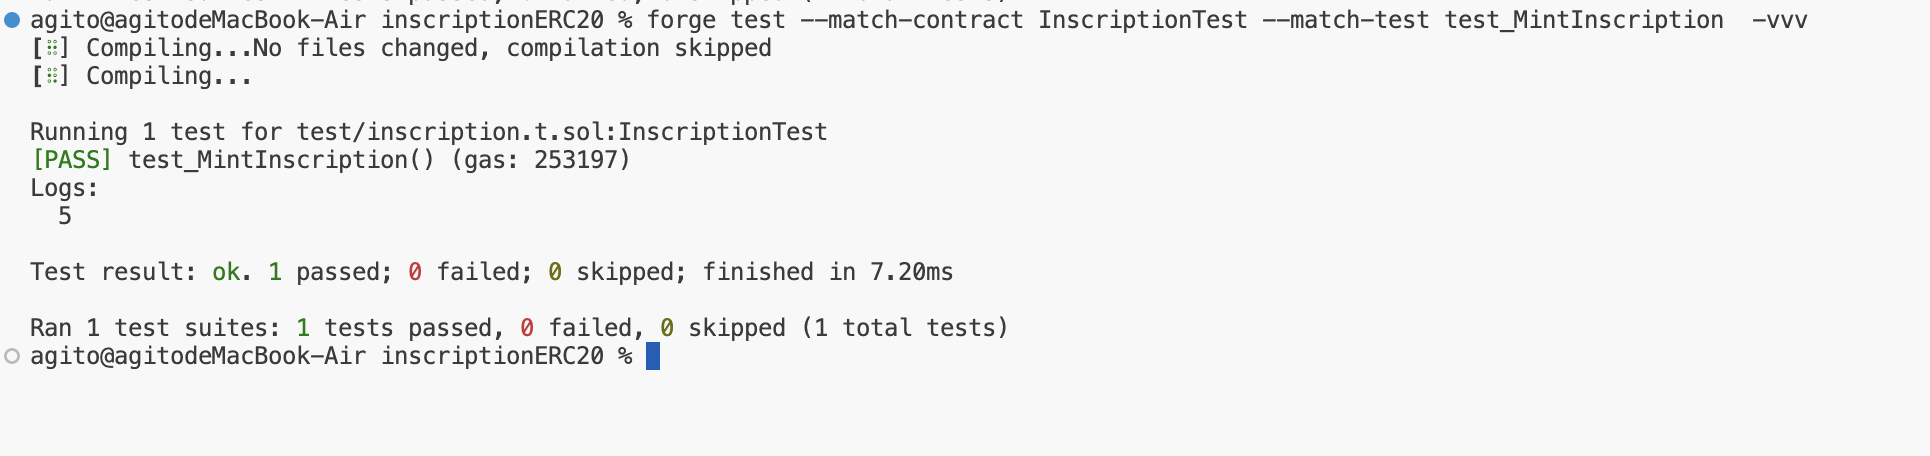 agito@agitodeMacBook-Air inscriptionERC20 % forge test --match-contract InscriptionTest --match-test test_MintInscription  -vvv
[⠿] Compiling...No files changed, compilation skipped
[⠿] Compiling...
Running 1 test for test/inscription.t.sol:InscriptionTest
[PASS] test_MintInscription() (gas: 253197)
Logs:
  5
Test result: ok. 1 passed; 0 failed; 0 skipped; finished in 7.20ms
Ran 1 test suites: 1 tests passed, 0 failed, 0 skipped (1 total tests)
agito@agitodeMacBook-Air inscriptionERC20 %